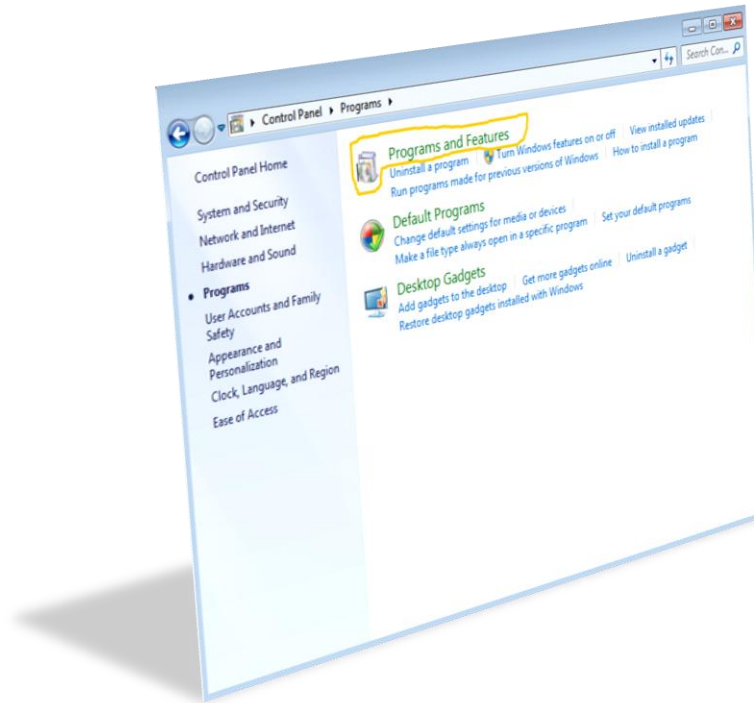 Control Panel Programs
Search Con...
Control Panel Home
System and Security
Network and Internet
Hardware and Sound
Programs
User Accounts and Family
Safety
Appearance and
Personalization
Clock, Language, and Region
Ease of Access
Programs and Features
Uninstall a program Turn Windows features on or off View installed updates
Run programs made for previous versions of Windows How to install a program
Default Programs
Change default settings for media or devices
Make a file type always open in a specific program Set your default programs
Desktop Gadgets
Add gadgets to the desktop Get more gadgets online Uninstall a gadget
Restore desktop gadgets installed with Windows